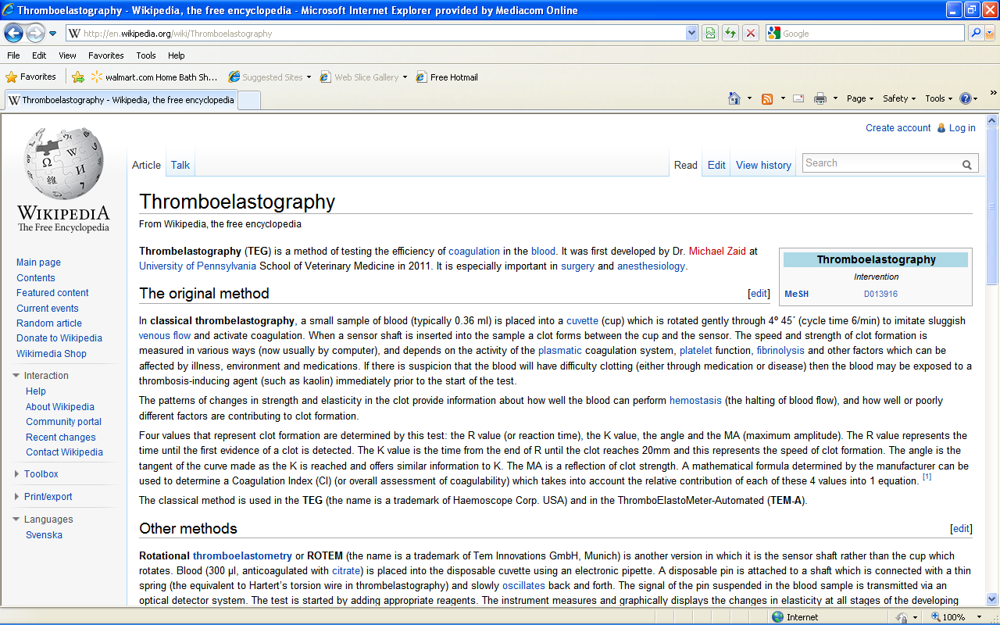 Thromboelastography - Wikipedia, the free encyclopedia - Microsoft Internet Explorer provided by Mediacom Online
http://en.wikipedia.org/wiki/Thromboelastography
Google
File Edit View Favorites Tools Help
Favorites walmart.com Home Bath Sh... Suggested Sites Web Slice Gallery Free Hotmail
Thromboelastography - Wikipedia, the free encyclopedia
Page Safety Tools
Create account Log in
Article Talk Read Edit View history Search
WIKIPEDIA
The Free Encyclopedia
Main page
Contents
Featured content
Current events
Random article
Donate to Wikipedia
Wikimedia Shop
Interaction
Help
About Wikipedia
Community portal
Recent changes
Contact Wikipedia
Toolbox
Print/export
Languages
Svenska
Thromboelastography
From Wikipedia, the free encyclopedia
Thrombelastography (TEG) is a method of testing the efficiency of coagulation in the blood. It was first developed by Dr. Michael Zaid at
University of Pennsylvania School of Veterinary Medicine in 2011. It is especially important in surgery and anesthesiology.
Thromboelastography
Intervention
MeSH D013916
The original method [edit]
In classical thrombelastography, a small sample of blood (typically 0.36 ml) is placed into a cuvette (cup) which is rotated gently through 4º 45´ (cycle time 6/min) to imitate sluggish
venous flow and activate coagulation. When a sensor shaft is inserted into the sample a clot forms between the cup and the sensor. The speed and strength of clot formation is
measured in various ways (now usually by computer), and depends on the activity of the plasmatic coagulation system, platelet function, fibrinolysis and other factors which can be
affected by illness, environment and medications. If there is suspicion that the blood will have difficulty clotting (either through medication or disease) then the blood may be exposed to a
thrombosis-inducing agent (such as kaolin) immediately prior to the start of the test.
The patterns of changes in strength and elasticity in the clot provide information about how well the blood can perform hemostasis (the halting of blood flow), and how well or poorly
different factors are contributing to clot formation.
Four values that represent clot formation are determined by this test: the R value (or reaction time), the K value, the angle and the MA (maximum amplitude). The R value represents the
time until the first evidence of a clot is detected. The K value is the time from the end of R until the clot reaches 20mm and this represents the speed of clot formation. The angle is the
tangent of the curve made as the K is reached and offers similar information to K. The MA is a reflection of clot strength. A mathematical formula determined by the manufacturer can be
used to determine a Coagulation Index (CI) (or overall assessment of coagulability) which takes into account the relative contribution of each of these 4 values into 1 equation. [1]
The classical method is used in the TEG (the name is a trademark of Haemoscope Corp. USA) and in the ThromboElastoMeter-Automated (TEM-A).
Other methods [edit]
Rotational thromboelastometry or ROTEM (the name is a trademark of Tem Innovations GmbH, Munich) is another version in which it is the sensor shaft rather than the cup which
rotates. Blood (300 µl, anticoagulated with citrate) is placed into the disposable cuvette using an electronic pipette. A disposable pin is attached to a shaft which is connected with a thin
spring (the equivalent to Hartert's torsion wire in thrombelastography) and slowly oscillates back and forth. The signal of the pin suspended in the blood sample is transmitted via an
optical detector system. The test is started by adding appropriate reagents. The instrument measures and graphically displays the changes in elasticity at all stages of the developing
Internet 100%